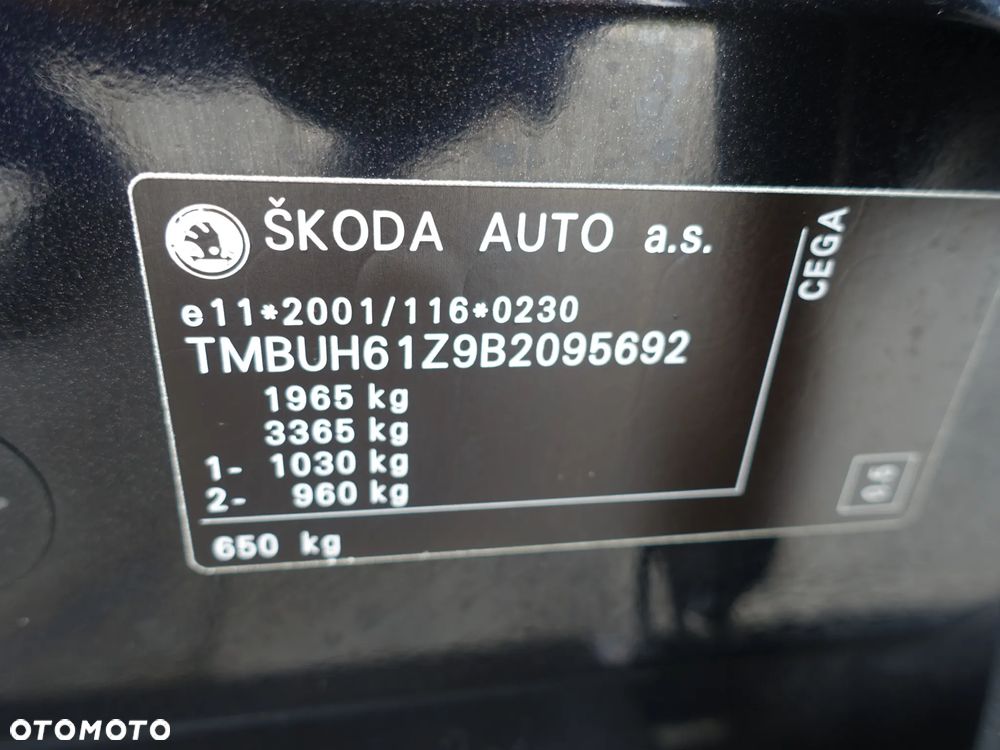 ŠKODA AUTO a.s.
CEGA
e11*2001/116*0230
TMBUH61Z9B2095692
1965 kg
3365 kg
1- 1030 kg
2- 960 kg
650 kg
OTOMOTO